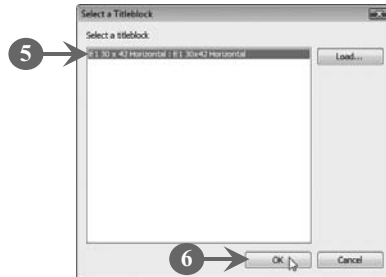 Select a Titleblock
Select a titleblock
5
E1 30 x 42 Horizontal : E1 30x42 Horizontal
Load...
6
OK
Cancel